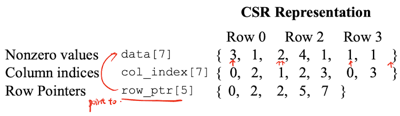 CSR Representation
Row 0 Row 2 Row 3
Nonzero values data[7] { 3, 1, 2, 4, 1, 1, 1 }
Column indices col_index[7] { 0, 2, 1, 2, 3, 0, 3 }
Row Pointers row_ptr[5] { 0, 2, 2, 5, 7 }
point to